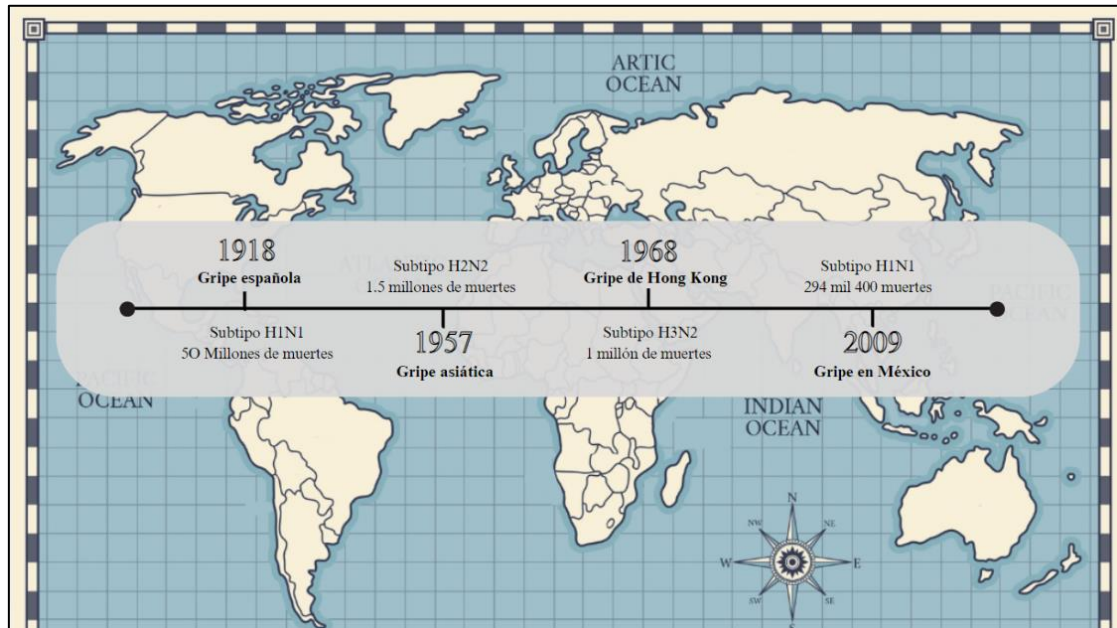 ARTIC
OCEAN
1918
Gripe española
Subtipo H1N1
5O Millones de muertes
Subtipo H2N2
1.5 millones de muertes
1957
Gripe asiática
1968
Gripe de Hong Kong
Subtipo H3N2
1 millón de muertes
Subtipo H1N1
294 mil 400 muertes
2009
Gripe en México
PACIFIC
OCEAN
PACIFIC
OCEAN
INDIAN
OCEAN
N
NW
NE
W
E
SW
SE
S